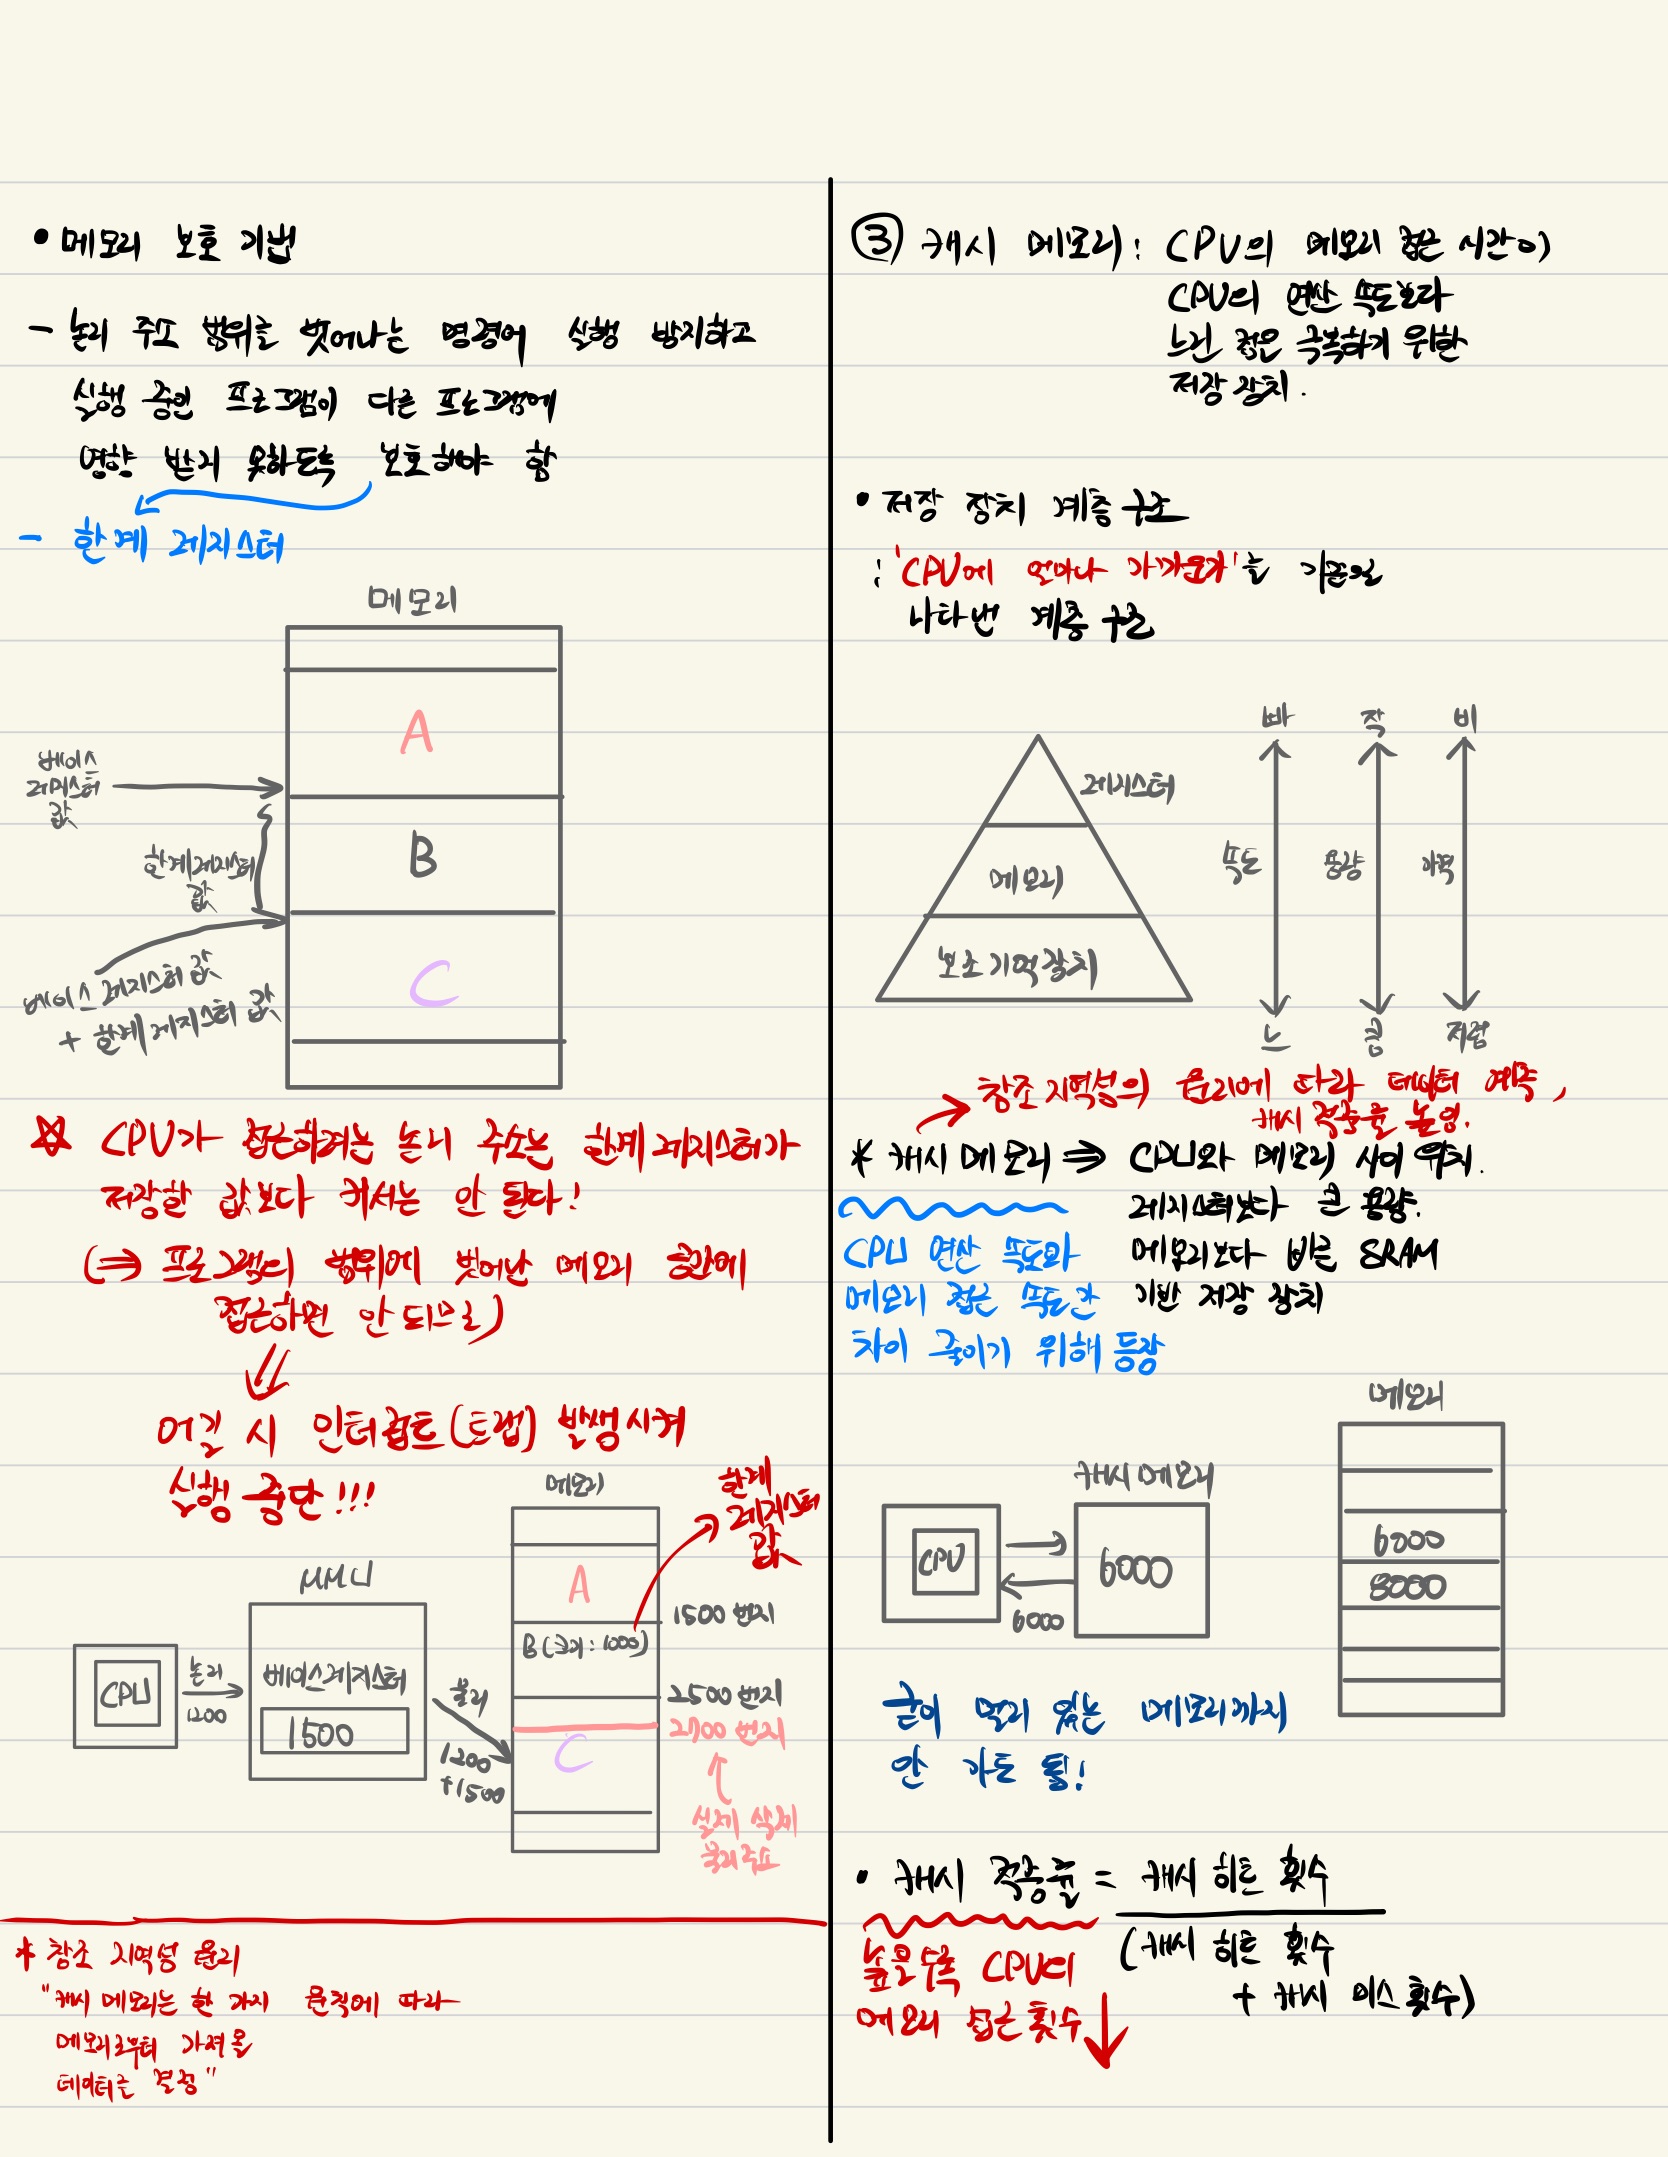 • 메모리 보호 기법
- 논리 주소 범위를 벗어나는 명령어 실행 방지하고
실행 중인 프로그램이 다른 프로그램에
영향 받지 못하도록 보호해야 함
- 한계 레지스터
메모리
A
베이스
레지스터
값
B
한계 레지스터
값
C
베이스 레지스터 값
+ 한계 레지스터 값
☆ CPU가 접근하려는 논리 주소는 한계 레지스터가
저장한 값보다 커서는 안 된다!
(⇒ 프로그램의 범위에 벗어난 메모리 공간에
접근하면 안 되므로)
⇓
어길 시 인터럽트(트랩) 발생시켜
실행 중단!!!
메모리
한계
레지스터
값
MMU
A
1500 번지
B (크기 : 1000)
CPU
논리
1200
베이스레지스터
1500
물리
1200
+1500
2500 번지
2700 번지
C
실제 삭제
물리주소
* 참조 지역성 원리
"캐시 메모리는 한 가지 원칙에 따라
메모리로부터 가져올
데이터를 결정"
③ 캐시 메모리 : CPU의 메모리 접근 시간이
CPU의 연산 속도보다
느린 점은 극복하기 위한
저장 장치.
• 저장 장치 계층 구조
: 'CPU에 얼마나 가까운가'를 기준으로
나타낸 계층 구조
빠 작 비
레지스터
메모리
보조기억장치
속도 용량 가격
느 큼 저렴
참조 지역성의 원리에 따라 데이터 예측,
캐시 적중률 높임.
* 캐시 메모리 ⇒ CPU와 메모리 사이 위치.
레지스터보다 큰 용량.
메모리보다 빠른 SRAM
기반 저장 장치
CPU 연산 속도와
메모리 접근 속도간
차이 줄이기 위해 등장
메모리
캐시 메모리
CPU
6000
6000
6000
8000
굳이 멀리 있는 메모리까지
안 가도 됨!
• 캐시 적중률 = 캐시 히트 횟수
(캐시 히트 횟수
+ 캐시 미스 횟수)
높을수록 CPU의
메모리 접근 횟수 ↓